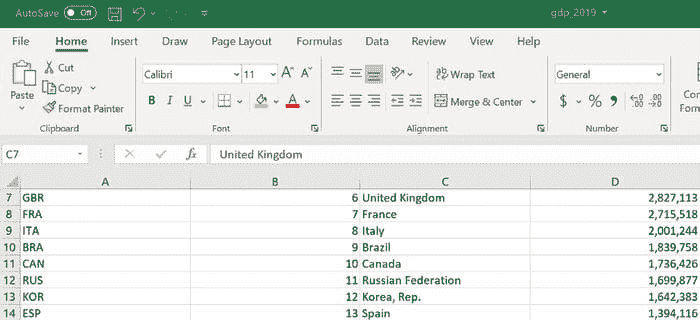 AutoSave Off gdp_2019
File Home Insert Draw Page Layout Formulas Data Review View Help
Cut
Calibri 11 A^ A˅ Wrap Text General
Paste Copy
Format Painter B I U A Merge & Center $ % 9 .00
Clipboard Font Alignment Number
C7 fx United Kingdom
A B C D
7 GBR 6 United Kingdom 2,827,113
8 FRA 7 France 2,715,518
9 ITA 8 Italy 2,001,244
10 BRA 9 Brazil 1,839,758
11 CAN 10 Canada 1,736,426
12 RUS 11 Russian Federation 1,699,877
13 KOR 12 Korea, Rep. 1,642,383
14 ESP 13 Spain 1,394,116